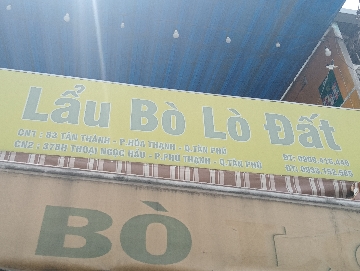 Lẩu Bò Lò Đất
CN1 : 83 TÂN THÀNH - P.HÒA THẠNH - Q.TÂN PHÚ
CN2 : 378H THOẠI NGỌC HẦU - P.PHÚ THẠNH - Q.TÂN PHÚ
BÒ